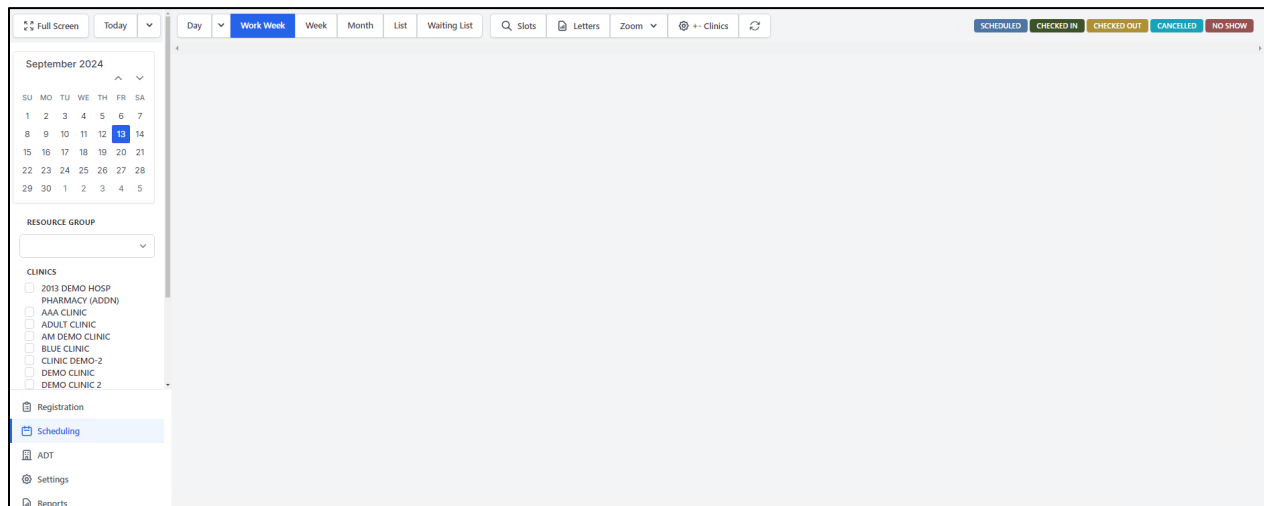 Full Screen Today Day Work Week Week Month List Waiting List Slots Letters Zoom +- Clinics SCHEDULED CHECKED IN CHECKED OUT CANCELLED NO SHOW
September 2024
SU MO TU WE TH FR SA
1 2 3 4 5 6 7
8 9 10 11 12 13 14
15 16 17 18 19 20 21
22 23 24 25 26 27 28
29 30 1 2 3 4 5
RESOURCE GROUP
CLINICS
2013 DEMO HOSP
PHARMACY (ADDN)
AAA CLINIC
ADULT CLINIC
AM DEMO CLINIC
BLUE CLINIC
CLINIC DEMO-2
DEMO CLINIC
DEMO CLINIC 2
Registration
Scheduling
ADT
Settings
Reports